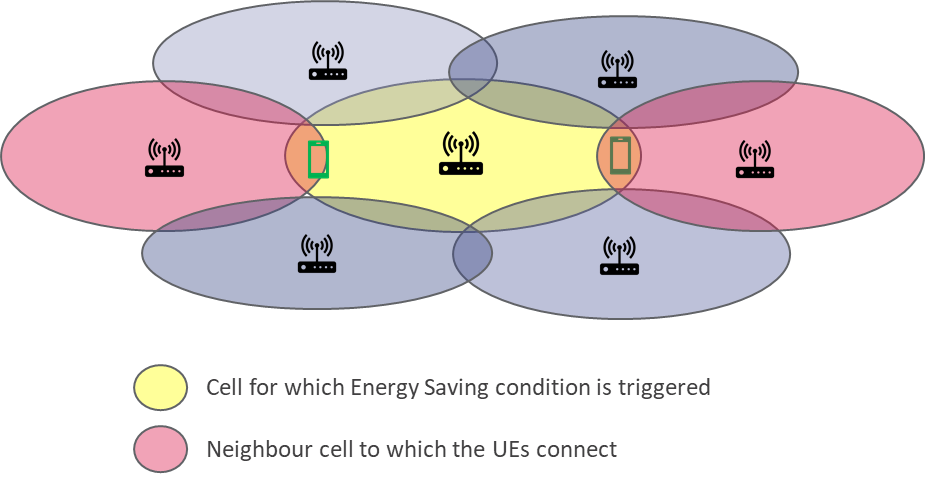 Cell for which Energy Saving condition is triggered
Neighbour cell to which the UEs connect